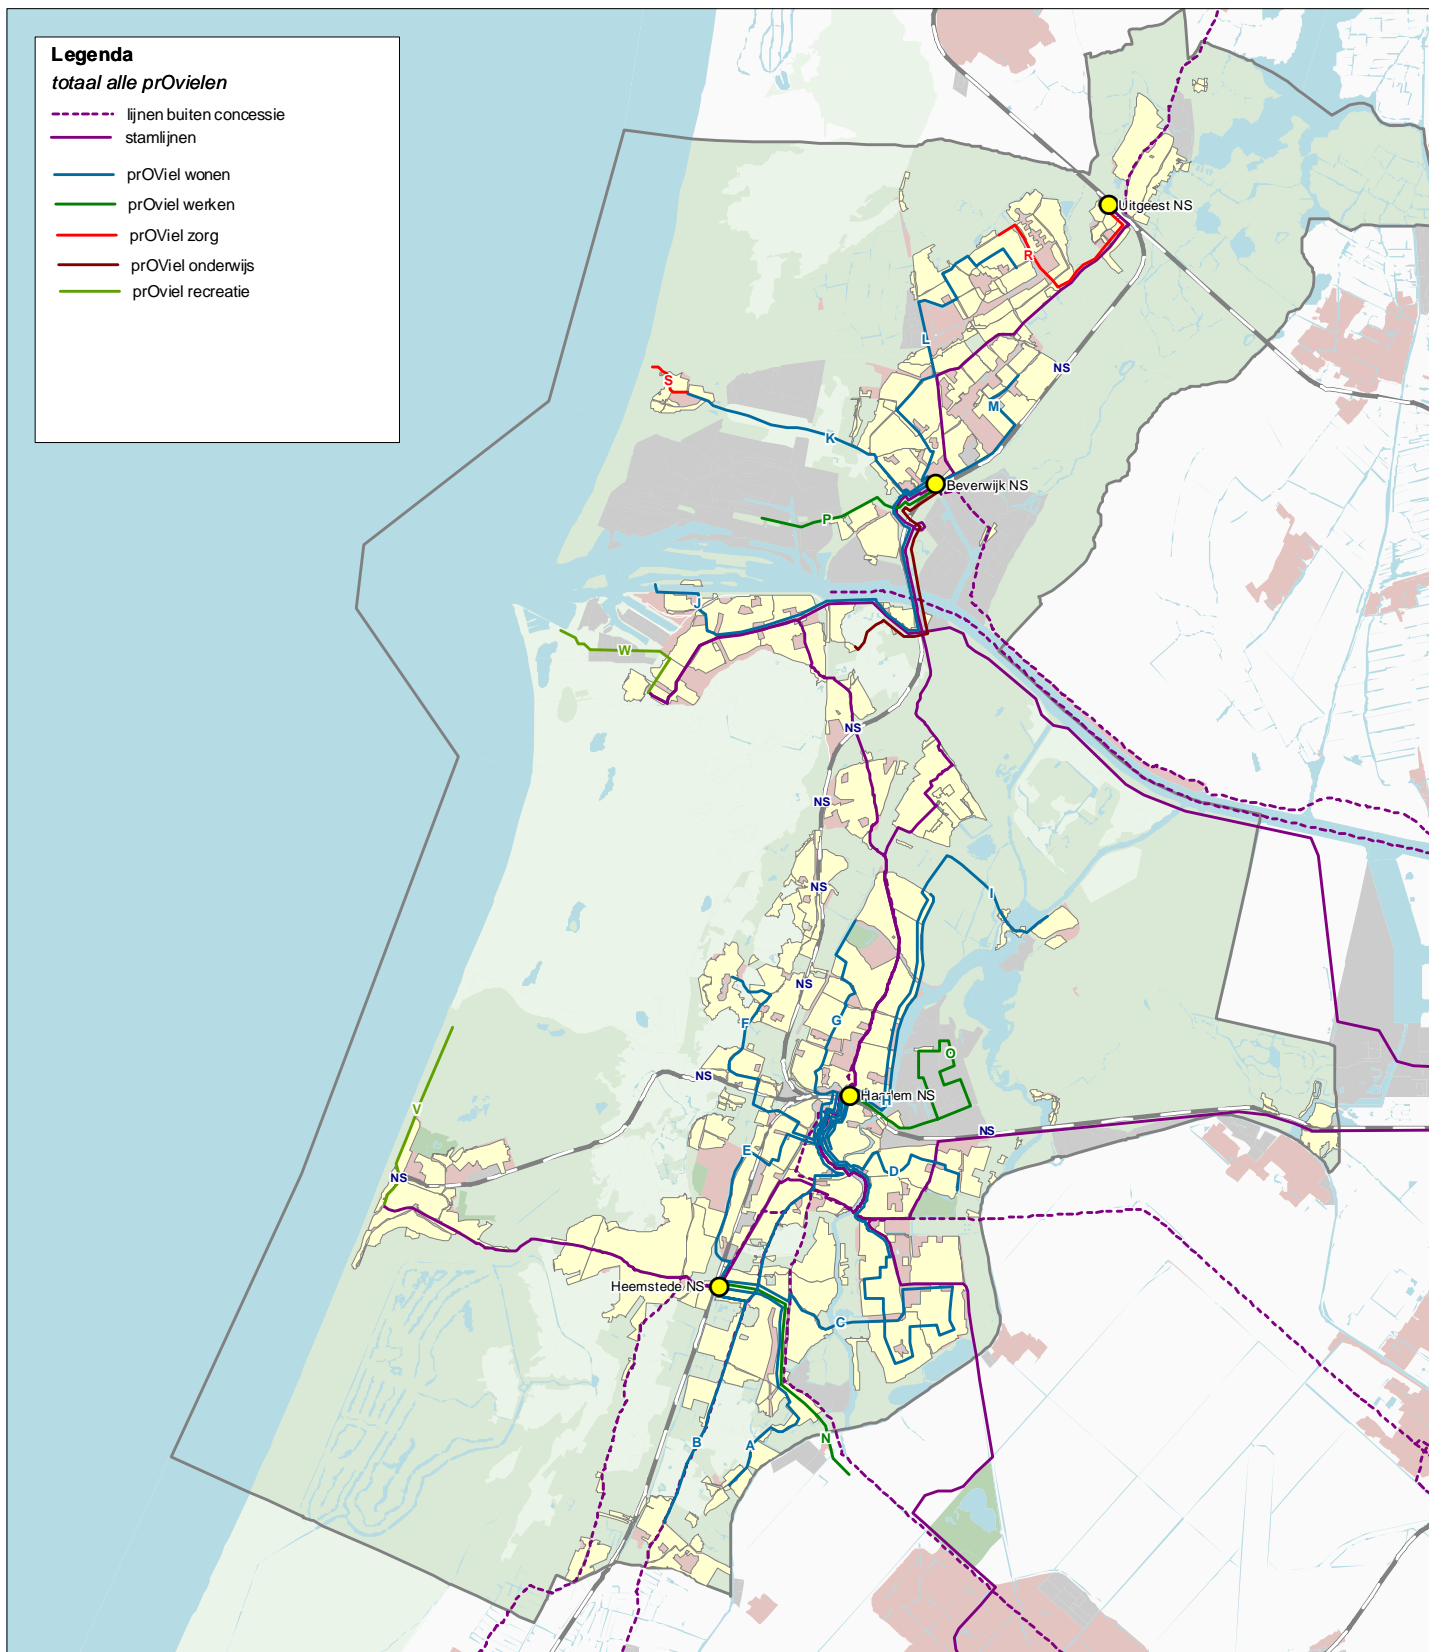 Legenda
totaal alle prOvielen
lijnen buiten concessie
stamlijnen
prOViel wonen
prOviel werken
prOViel zorg
prOViel onderwijs
prOviel recreatie
Uitgeest NS
R
L
NS
S
M
K
Beverwijk NS
P
J
W
NS
NS
NS
I
NS
F
G
O
NS
Haarlem NS
H
V
NS
E
D
NS
Heemstede NS
C
B
A
N